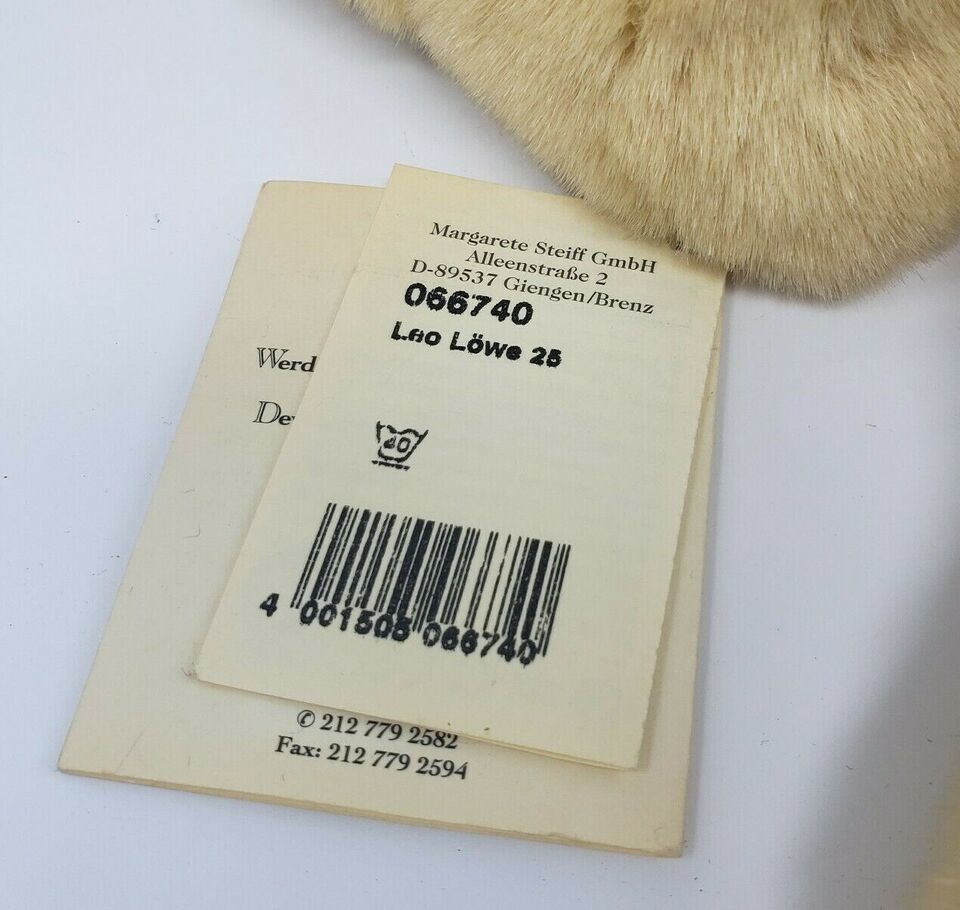 Margarete Steiff GmbH
Alleenstraße 2
D-89537 Giengen/Brenz
066740
Leo Löwe 25
40
4 001505 066740
Werd
De
✆ 212 779 2582
Fax: 212 779 2594